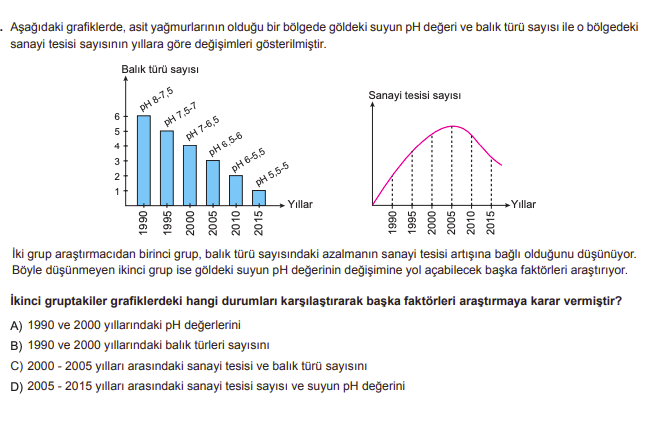 . Aşağıdaki grafiklerde, asit yağmurlarının olduğu bir bölgede göldeki suyun pH değeri ve balık türü sayısı ile o bölgedeki
sanayi tesisi sayısının yıllara göre değişimleri gösterilmiştir.
Balık türü sayısı
6
5
4
3
2
1
pH 8-7,5
pH 7,5-7
pH 7-6,5
pH 6,5-6
pH 6-5,5
pH 5,5-5
Yıllar
1990
1995
2000
2005
2010
2015
Sanayi tesisi sayısı
Yıllar
1990
1995
2000
2005
2010
2015
İki grup araştırmacıdan birinci grup, balık türü sayısındaki azalmanın sanayi tesisi artışına bağlı olduğunu düşünüyor.
Böyle düşünmeyen ikinci grup ise göldeki suyun pH değerinin değişimine yol açabilecek başka faktörleri araştırıyor.
İkinci gruptakiler grafiklerdeki hangi durumları karşılaştırarak başka faktörleri araştırmaya karar vermiştir?
A) 1990 ve 2000 yıllarındaki pH değerlerini
B) 1990 ve 2000 yıllarındaki balık türleri sayısını
C) 2000 - 2005 yılları arasındaki sanayi tesisi ve balık türü sayısını
D) 2005 - 2015 yılları arasındaki sanayi tesisi sayısı ve suyun pH değerini